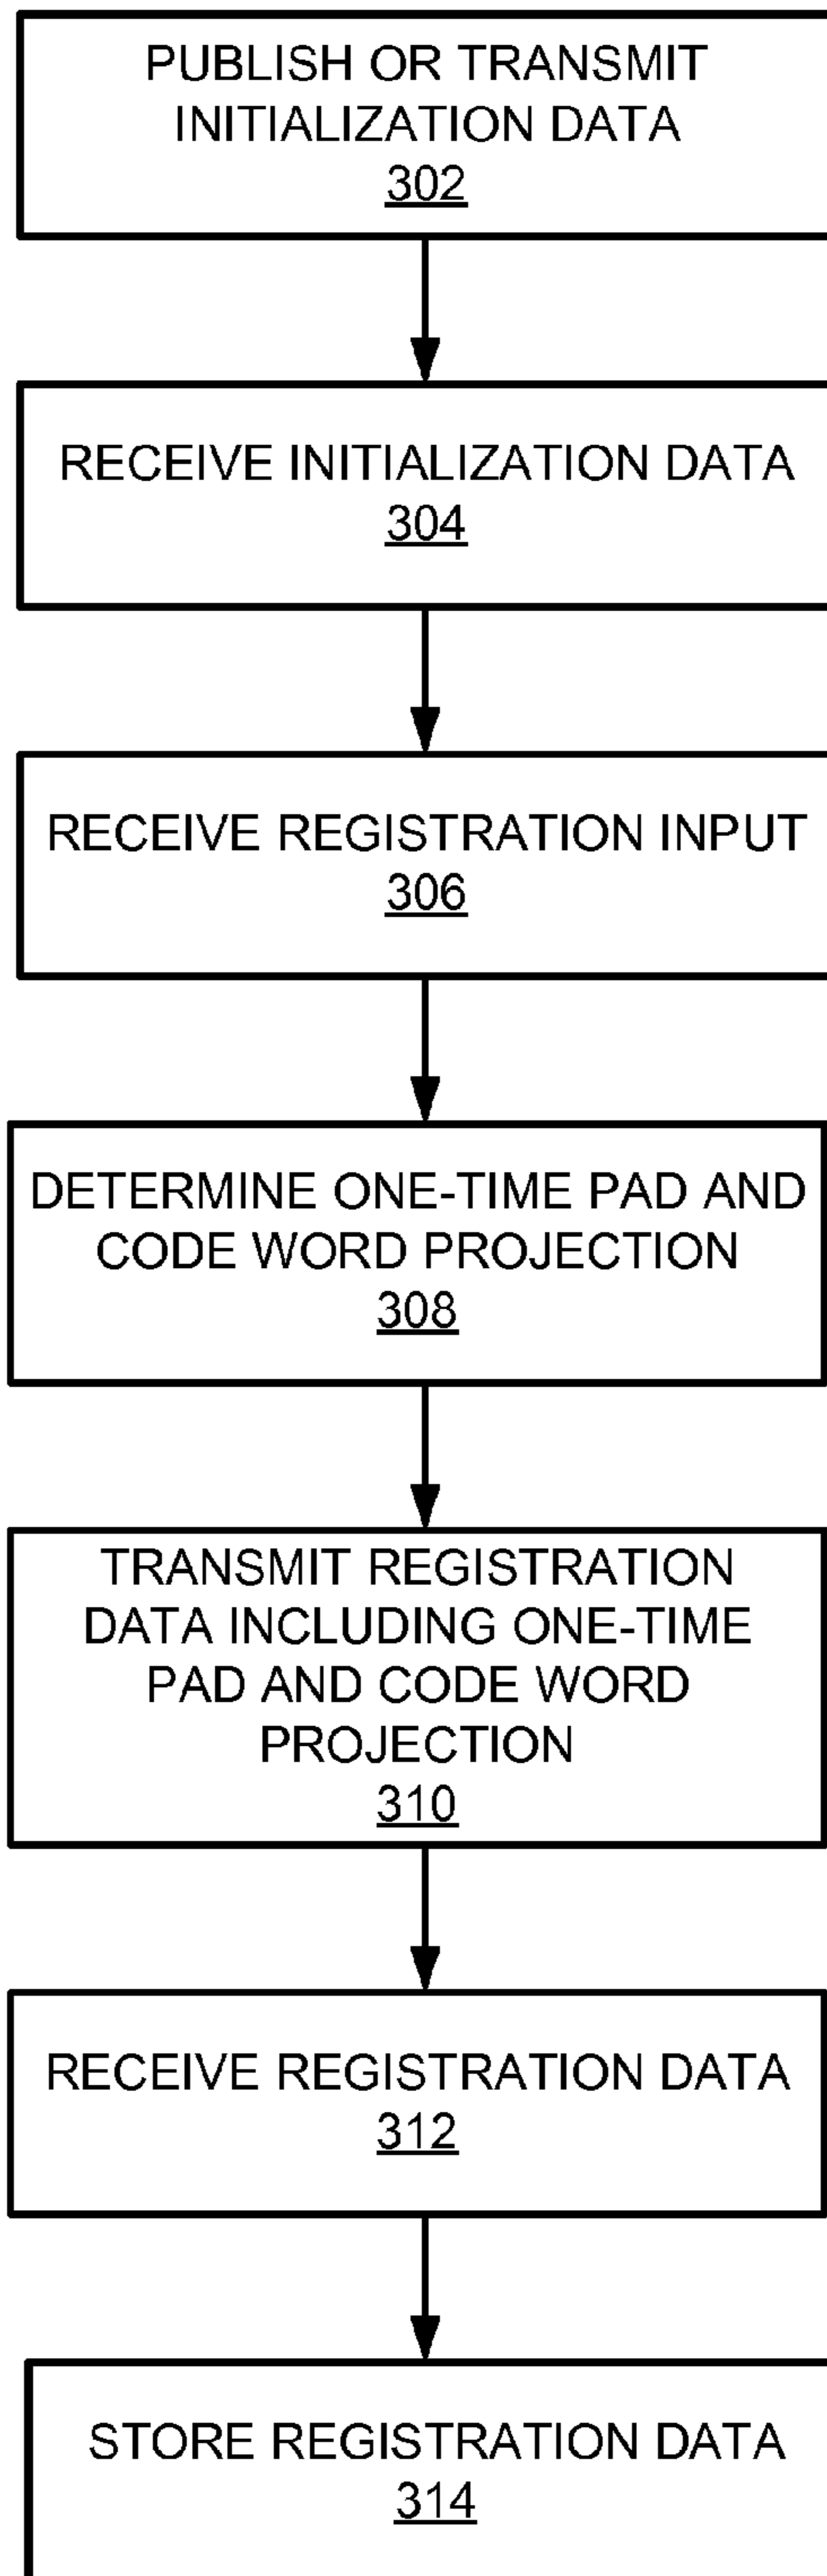 PUBLISH OR TRANSMIT
INITIALIZATION DATA
302
RECEIVE INITIALIZATION DATA
304
RECEIVE REGISTRATION INPUT
306
DETERMINE ONE-TIME PAD AND
CODE WORD PROJECTION
308
TRANSMIT REGISTRATION
DATA INCLUDING ONE-TIME
PAD AND CODE WORD
PROJECTION
310
RECEIVE REGISTRATION DATA
312
STORE REGISTRATION DATA
314